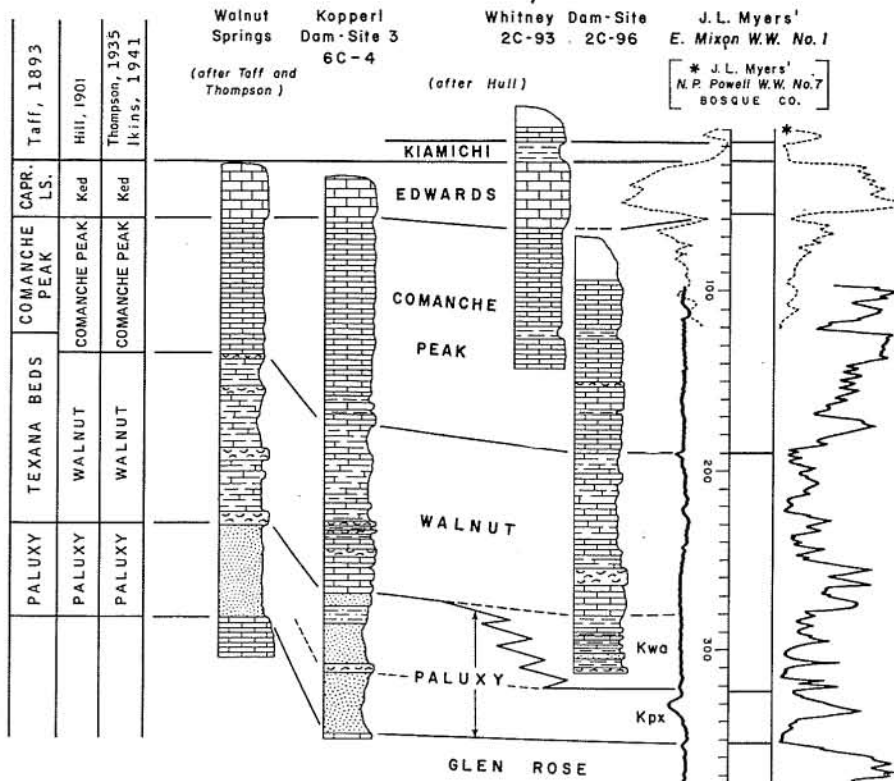 Taff, 1893
Hill, 1901
Thompson, 1935
Ikins, 1941
Walnut
Springs
(after Taff and
Thompson)
Kopperl
Dam-Site 3
6C-4
Whitney Dam-Site
2C-93 2C-96
(after Hull)
J.L. Myers'
E. Mixon W.W. No.1
* J.L. Myers'
N.P. Powell W.W. No.7
BOSQUE CO.
*
CAPR.
LS.
Ked
Ked
COMANCHE
PEAK
COMANCHE PEAK
COMANCHE PEAK
TEXANA BEDS
WALNUT
WALNUT
PALUXY
PALUXY
PALUXY
KIAMICHI
EDWARDS
COMANCHE
PEAK
WALNUT
PALUXY
GLEN ROSE
Kwa
Kpx
100
200
300